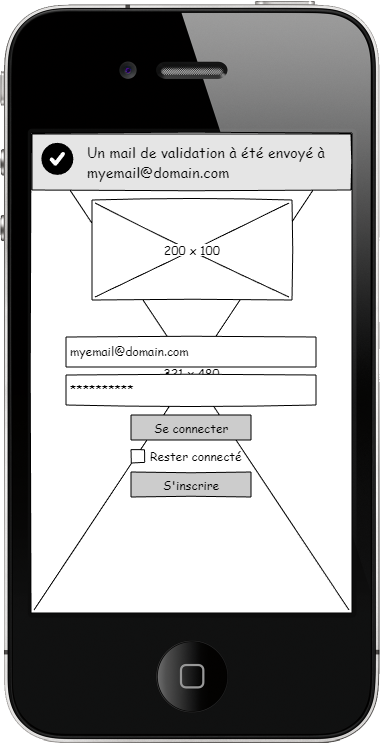 Un mail de validation à été envoyé à
myemail@domain.com
200 x 100
myemail@domain.com
321 x 480
**********
Se connecter
Rester connecté
S'inscrire